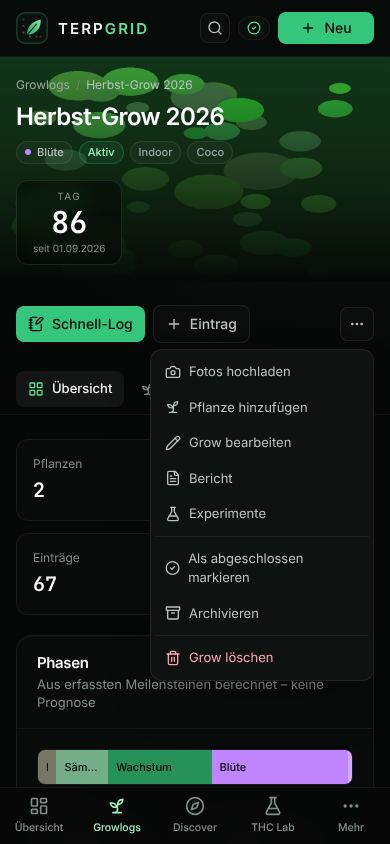 TERPGRID
Neu
Growlogs / Herbst-Grow 2026
Herbst-Grow 2026
Blüte Aktiv Indoor Coco
TAG
86
seit 01.09.2026
Schnell-Log Eintrag
Übersicht
Fotos hochladen
Pflanze hinzufügen
Grow bearbeiten
Bericht
Experimente
Als abgeschlossen
markieren
Archivieren
Grow löschen
Pflanzen
2
Einträge
67
Phasen
Aus erfassten Meilensteinen berechnet – keine
Prognose
Säm... Wachstum Blüte
Übersicht Growlogs Discover THC Lab Mehr